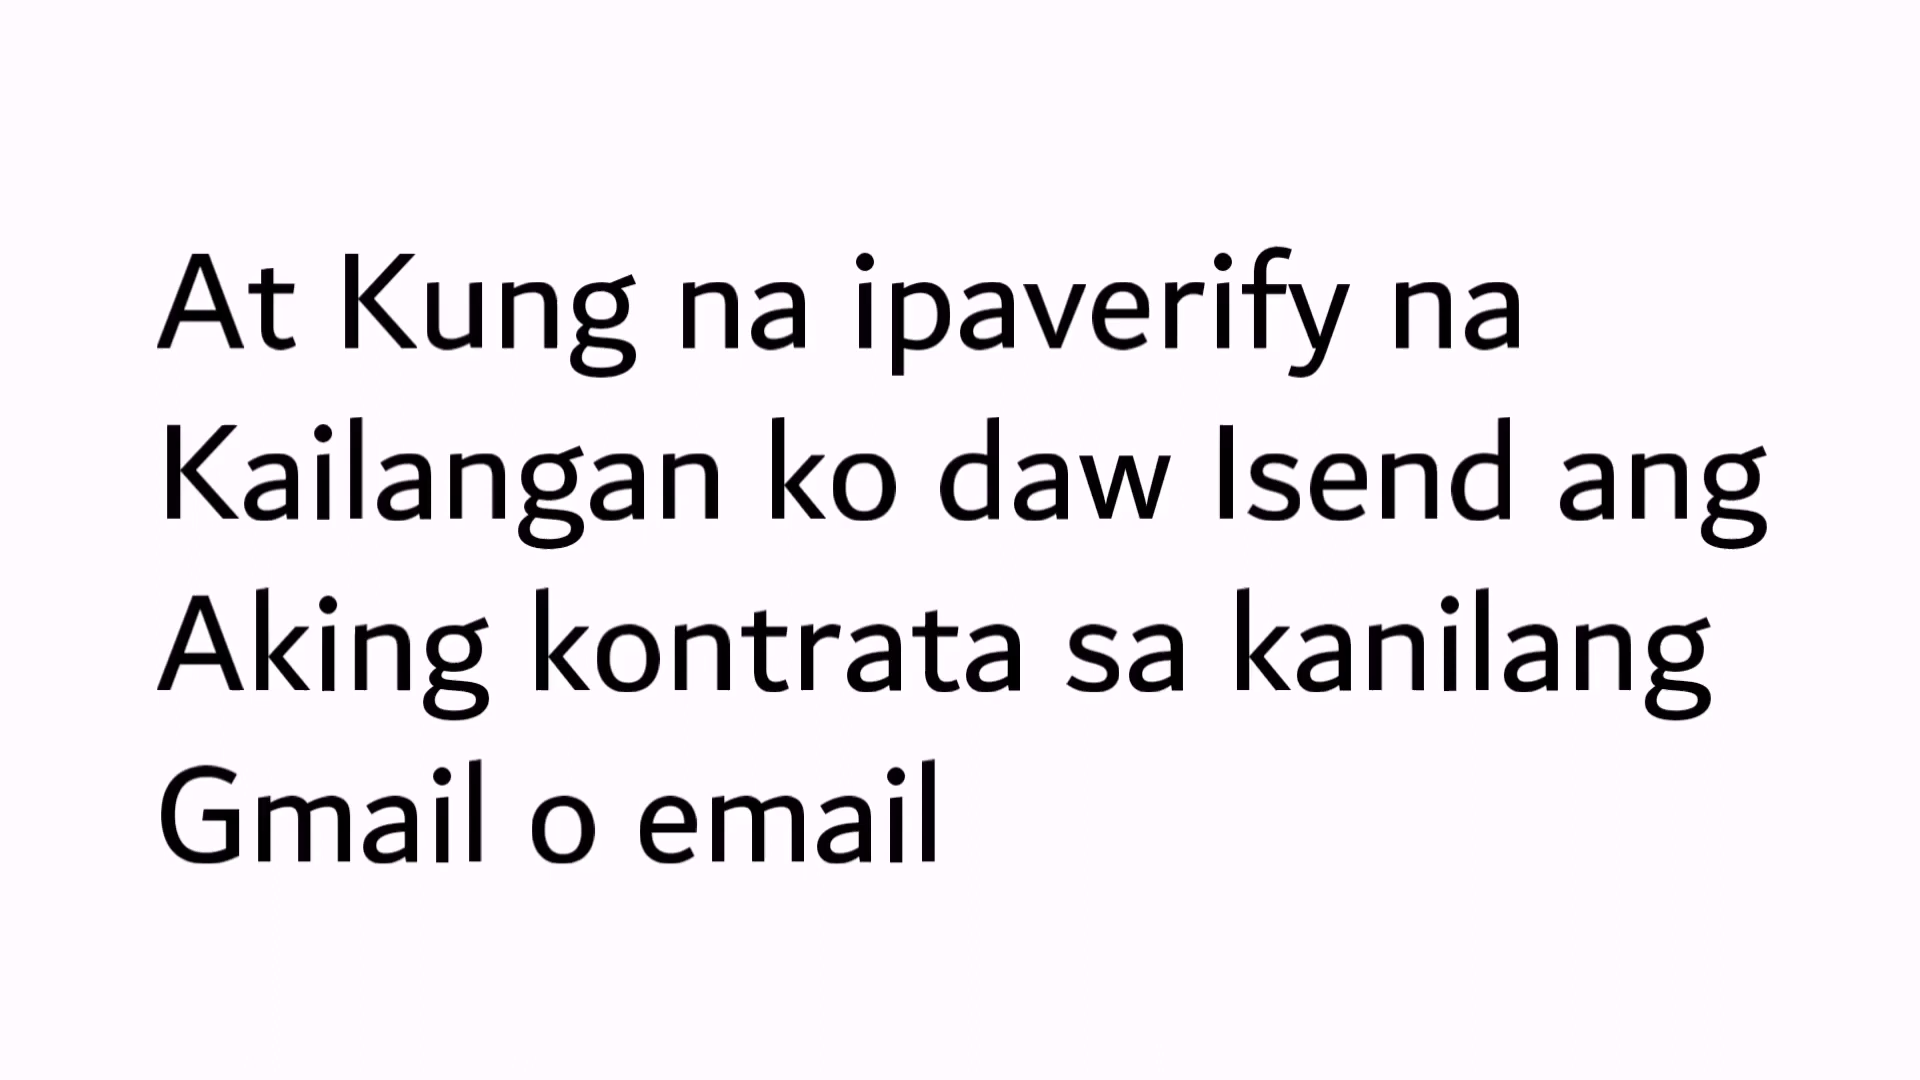 At Kung na ipaverify na
Kailangan ko daw Isend ang
Aking kontrata sa kanilang
Gmail o email